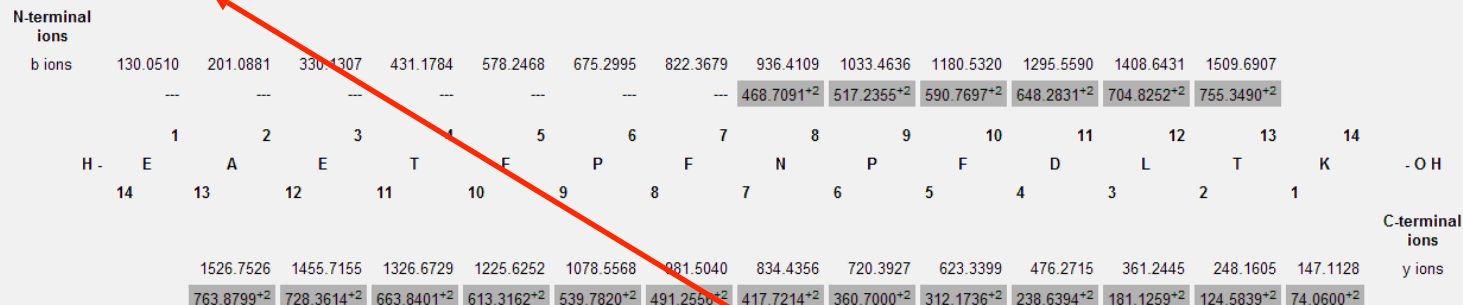 N-terminal
ions
b ions 130.0510 201.0881 330.1307 431.1784 578.2468 675.2995 822.3679 936.4109 1033.4636 1180.5320 1295.5590 1408.6431 1509.6907
--- --- --- --- --- --- --- 468.7091+2 517.2355+2 590.7697+2 648.2831+2 704.8252+2 755.3490+2
1 2 3 4 5 6 7 8 9 10 11 12 13 14
H - E A E T F P F N P F D L T K - O H
14 13 12 11 10 9 8 7 6 5 4 3 2 1
C-terminal
ions
1526.7526 1455.7155 1326.6729 1225.6252 1078.5568 981.5040 834.4356 720.3927 623.3399 476.2715 361.2445 248.1605 147.1128 y ions
763.8799+2 728.3614+2 663.8401+2 613.3162+2 539.7820+2 491.2556+2 417.7214+2 360.7000+2 312.1736+2 238.6394+2 181.1259+2 124.5839+2 74.0600+2